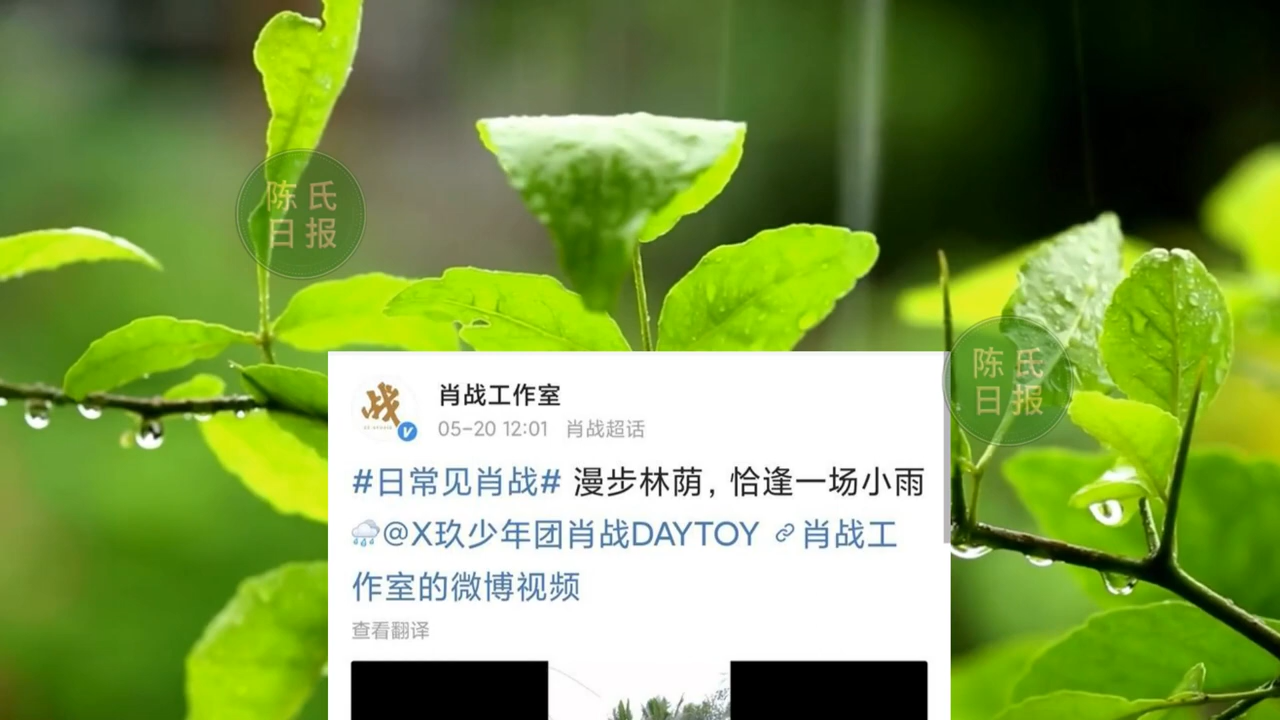 陈氏
日报
肖战工作室
05-20 12:01 肖战超话
#日常见肖战# 漫步林荫，恰逢一场小雨
🌧️@X玖少年团肖战DAYTOY 🔗肖战工
作室的微博视频
查看翻译
陈氏
日报
战